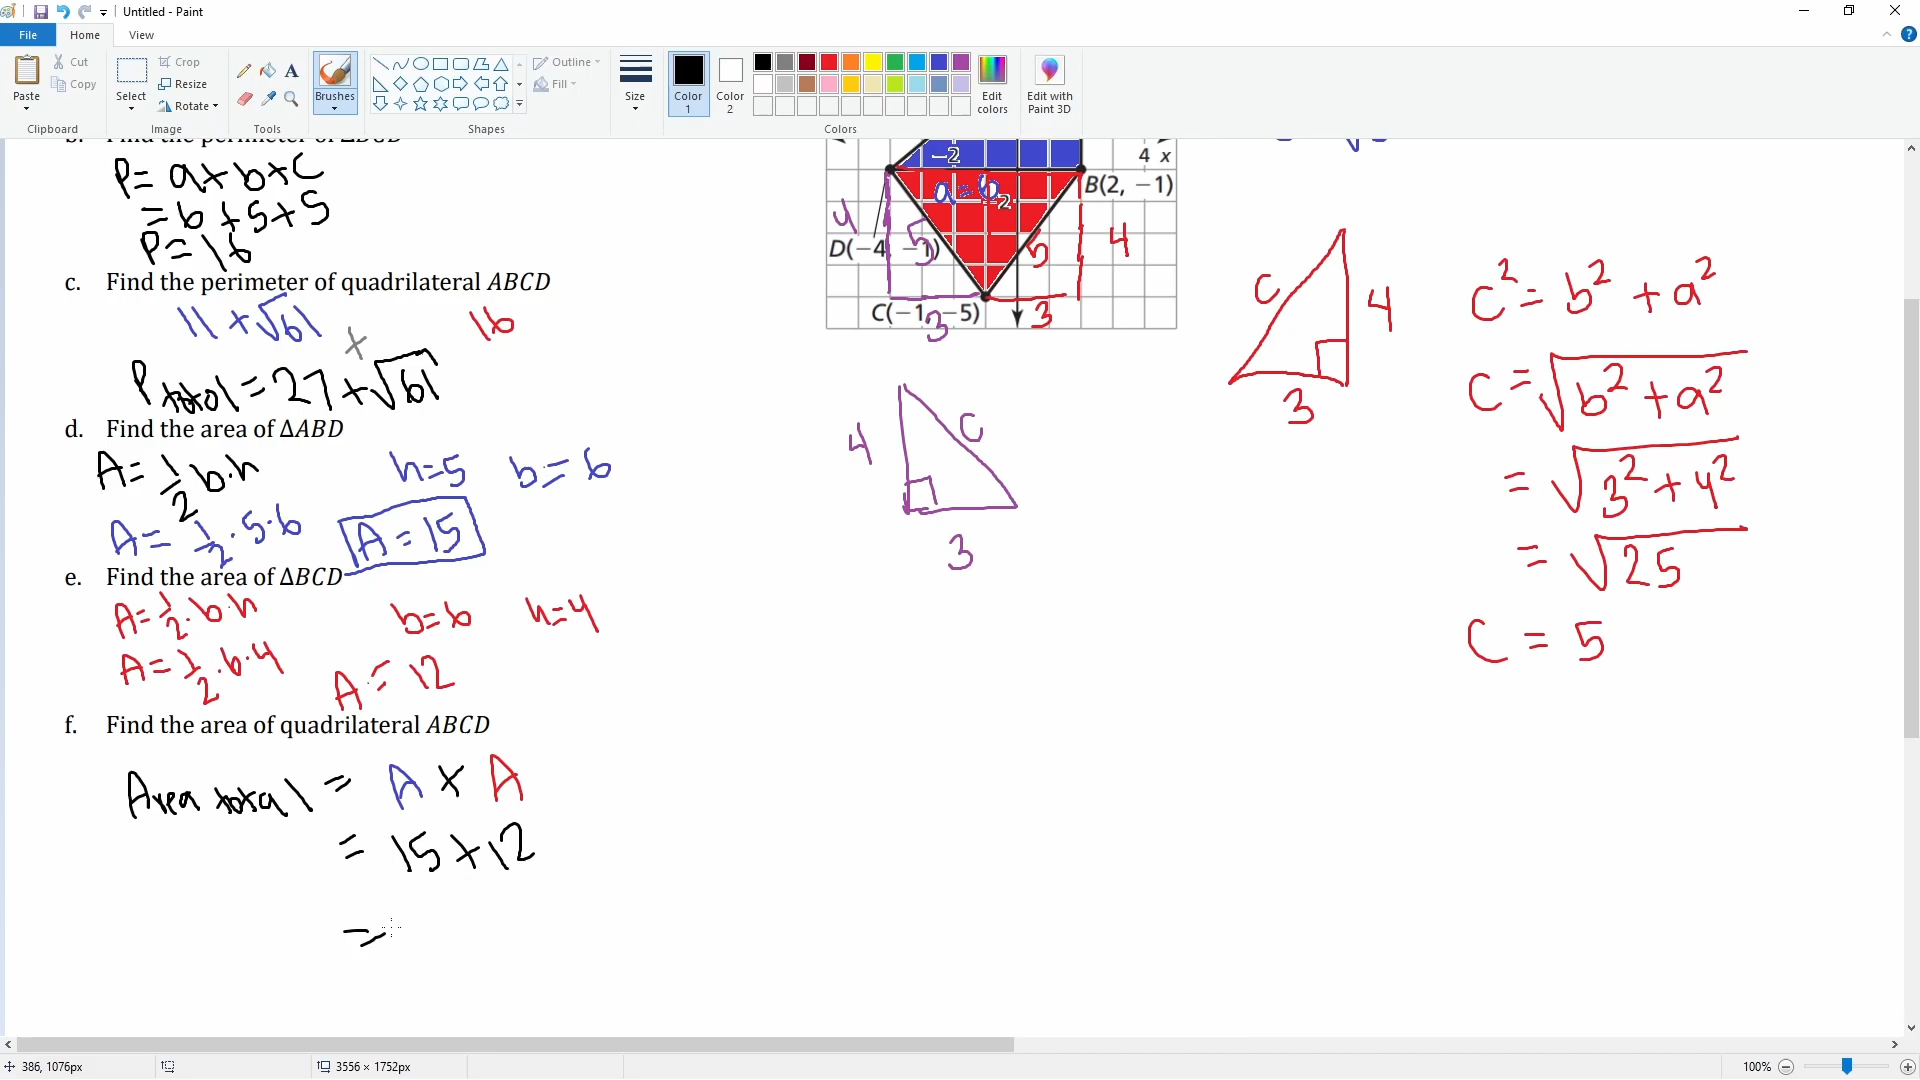 Untitled - Paint
File Home View
Paste Cut Copy Clipboard
Select Crop Resize Rotate Image
Tools
Brushes
Shapes Outline Fill
Size
Color 1 Color 2 Colors Edit colors Edit with Paint 3D
P = a + b + c
= 6 + 5 + 5
P = 16
c. Find the perimeter of quadrilateral ABCD
11 + √61 + 16
P total = 27 + √61
d. Find the area of ΔABD
A = 1/2 b·h h=5 b=6
A = 1/2 · 5·6 A = 15
e. Find the area of ΔBCD
A = 1/2 · b·h b=6 h=4
A = 1/2 · 6·4 A = 12
f. Find the area of quadrilateral ABCD
Area total = A + A
= 15 + 12
=
−2 4 x
a=6 2 B(2, −1)
4 5 5 4
D(−4, −1)
C(−1, −5)
3 3
4 c
3
c 4
3
c² = b² + a²
c = √b² + a²
= √3² + 4²
= √25
c = 5
386, 1076px 3556 × 1752px 100%